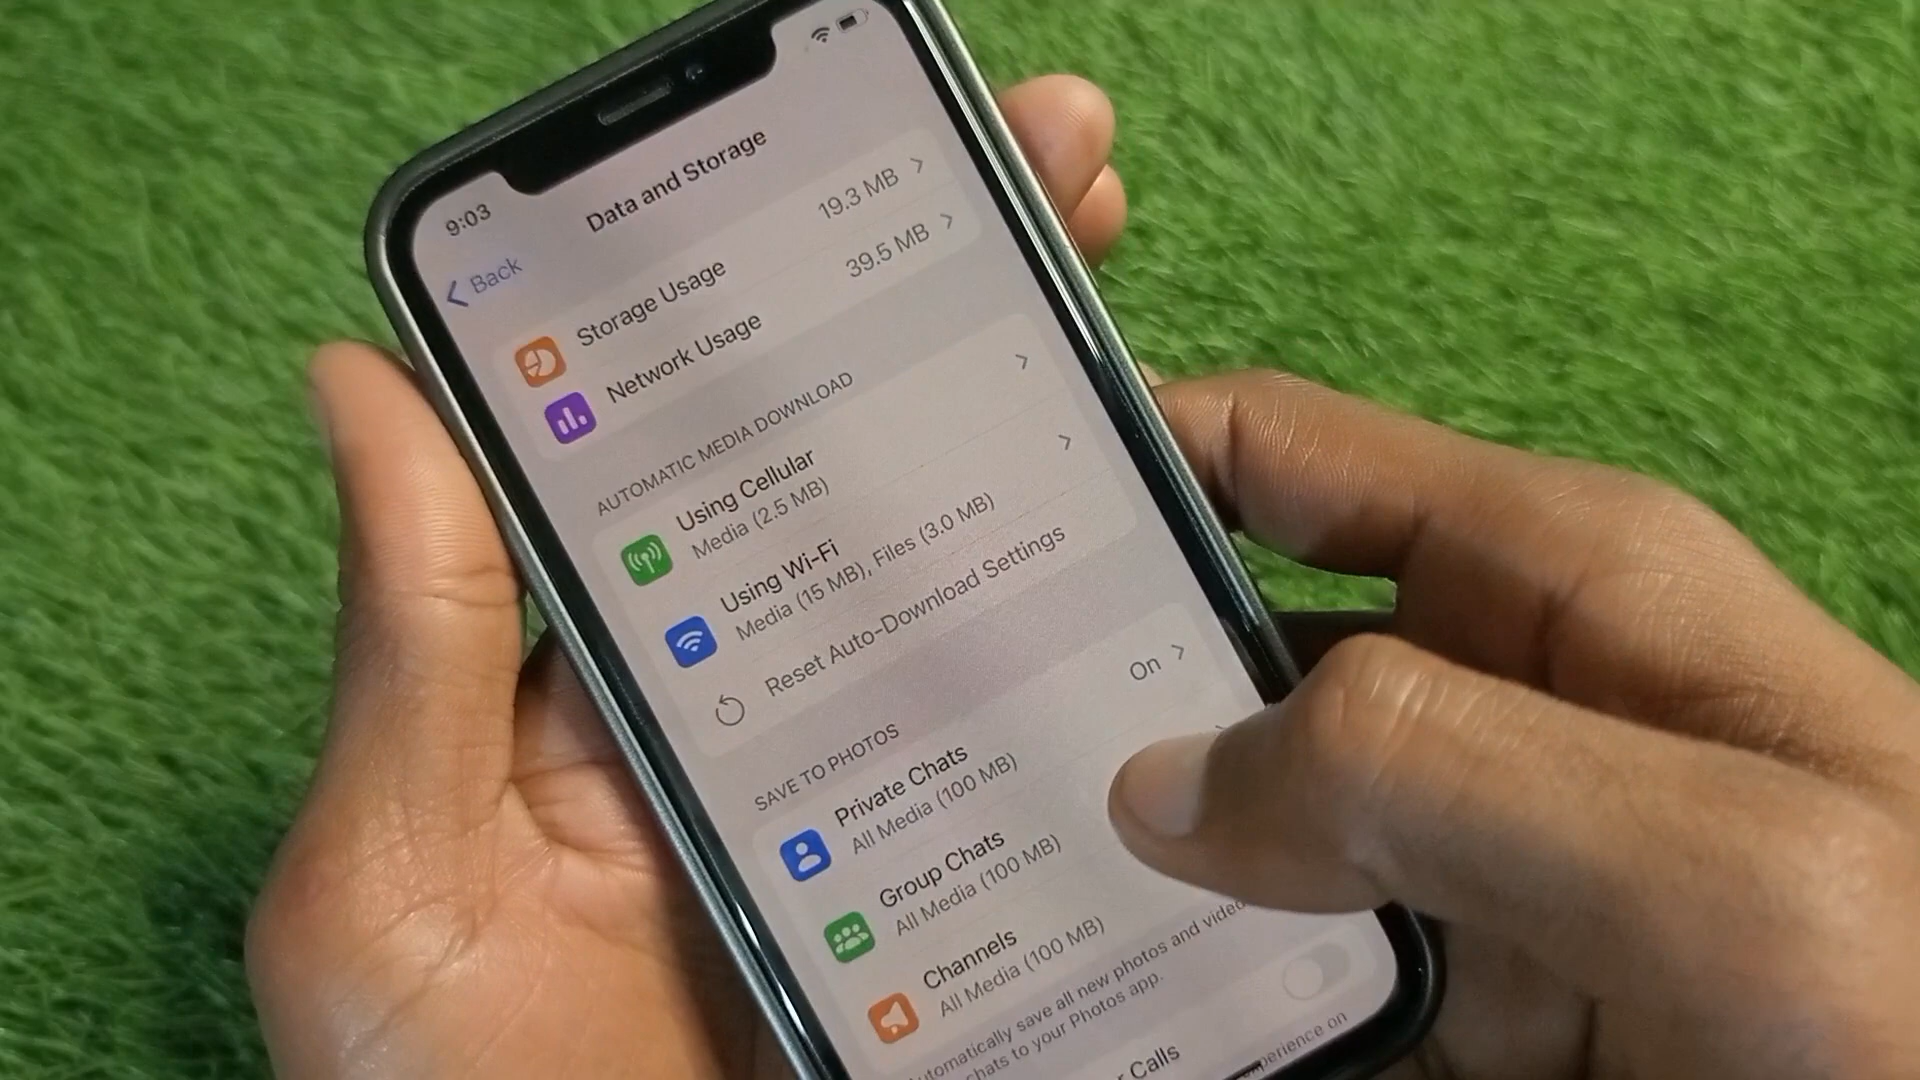 9:03
Back
Data and Storage
Storage Usage 19.3 MB
Network Usage 39.5 MB
AUTOMATIC MEDIA DOWNLOAD
Using Cellular
Media (2.5 MB)
Using Wi-Fi
Media (15 MB), Files (3.0 MB)
Reset Auto-Download Settings
SAVE TO PHOTOS
Private Chats On
All Media (100 MB)
Group Chats
All Media (100 MB)
Channels
All Media (100 MB)
utomatically save all new photos and video
chats to your Photos app.
r Calls
perience on